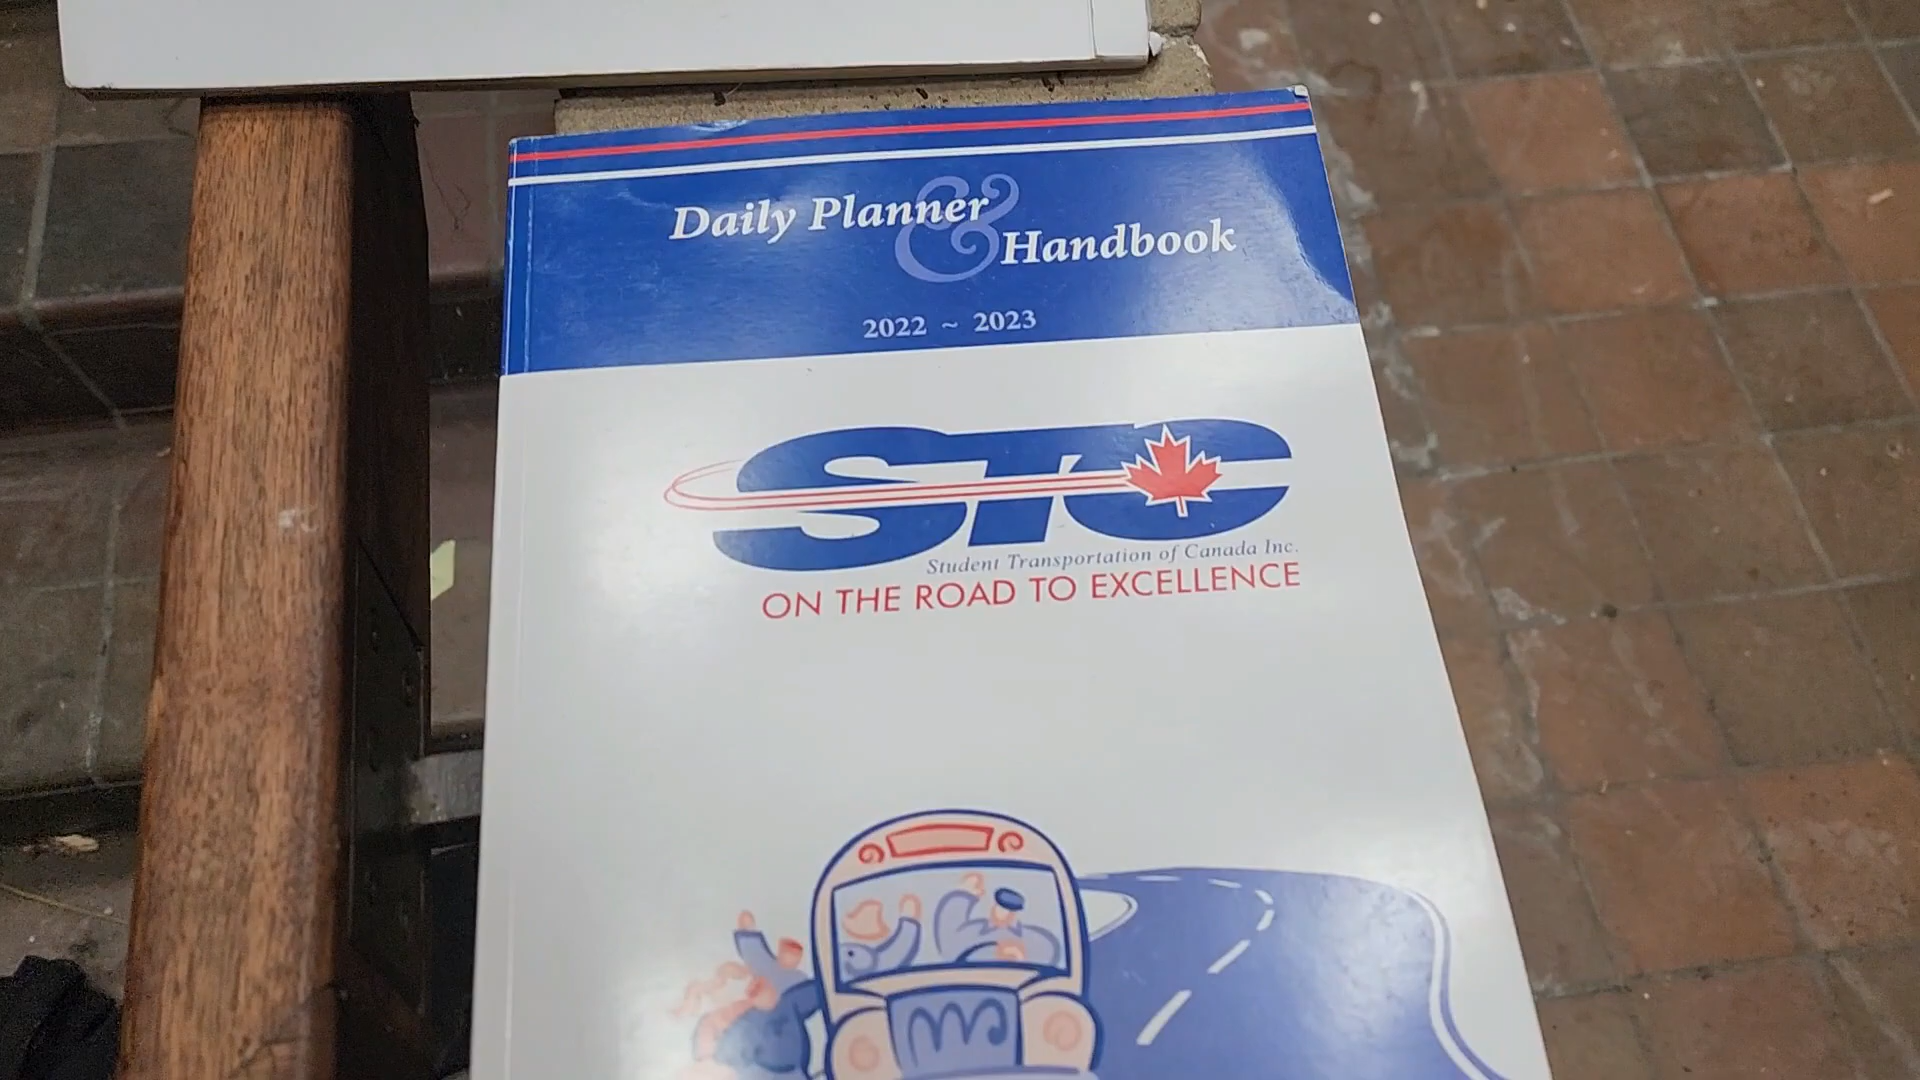 Daily Planner
& Handbook
2022 ~ 2023
STC
Student Transportation of Canada Inc.
ON THE ROAD TO EXCELLENCE